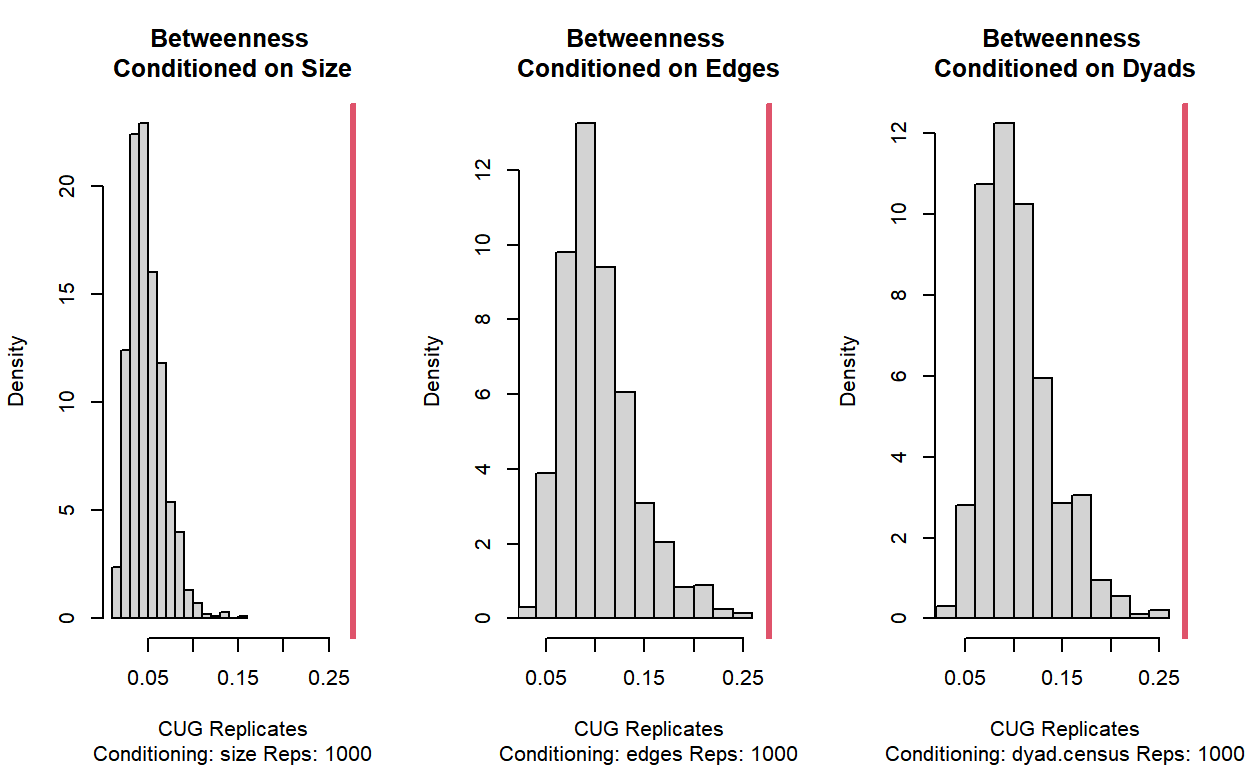 Betweenness
Conditioned on Size
Density
20
15
10
5
0
0.05 0.15 0.25
CUG Replicates
Conditioning: size Reps: 1000
Betweenness
Conditioned on Edges
Density
12
10
8
6
4
2
0
0.05 0.15 0.25
CUG Replicates
Conditioning: edges Reps: 1000
Betweenness
Conditioned on Dyads
Density
12
10
8
6
4
2
0
0.05 0.15 0.25
CUG Replicates
Conditioning: dyad.census Reps: 1000